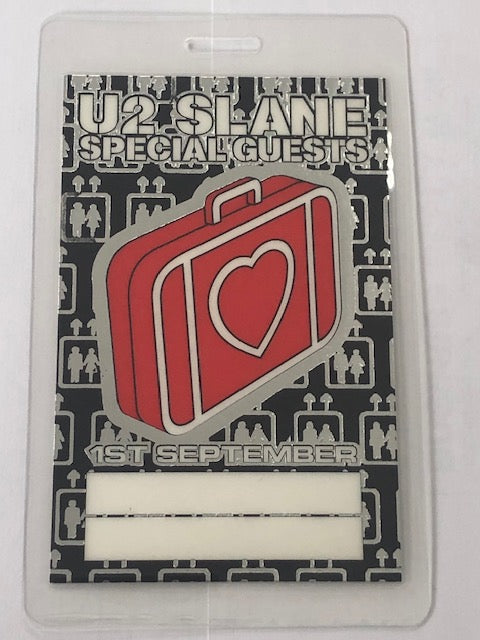 U2 SLANE
SPECIAL GUESTS
1ST SEPTEMBER